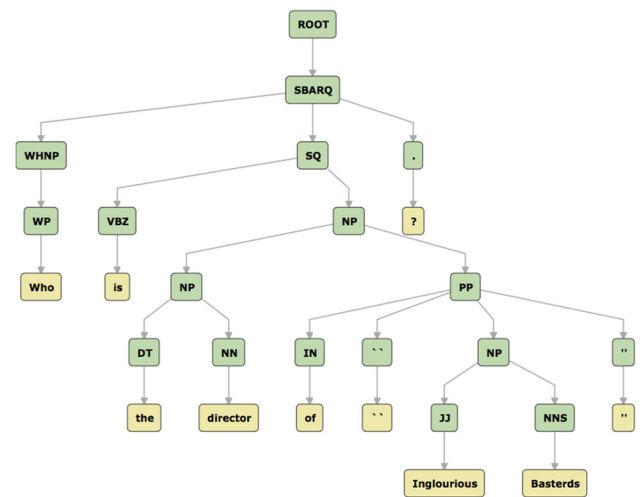 ROOT
SBARQ
WHNP SQ .
WP VBZ NP ?
Who is NP PP
DT NN IN `` NP ''
the director of `` JJ NNS ''
Inglourious Basterds